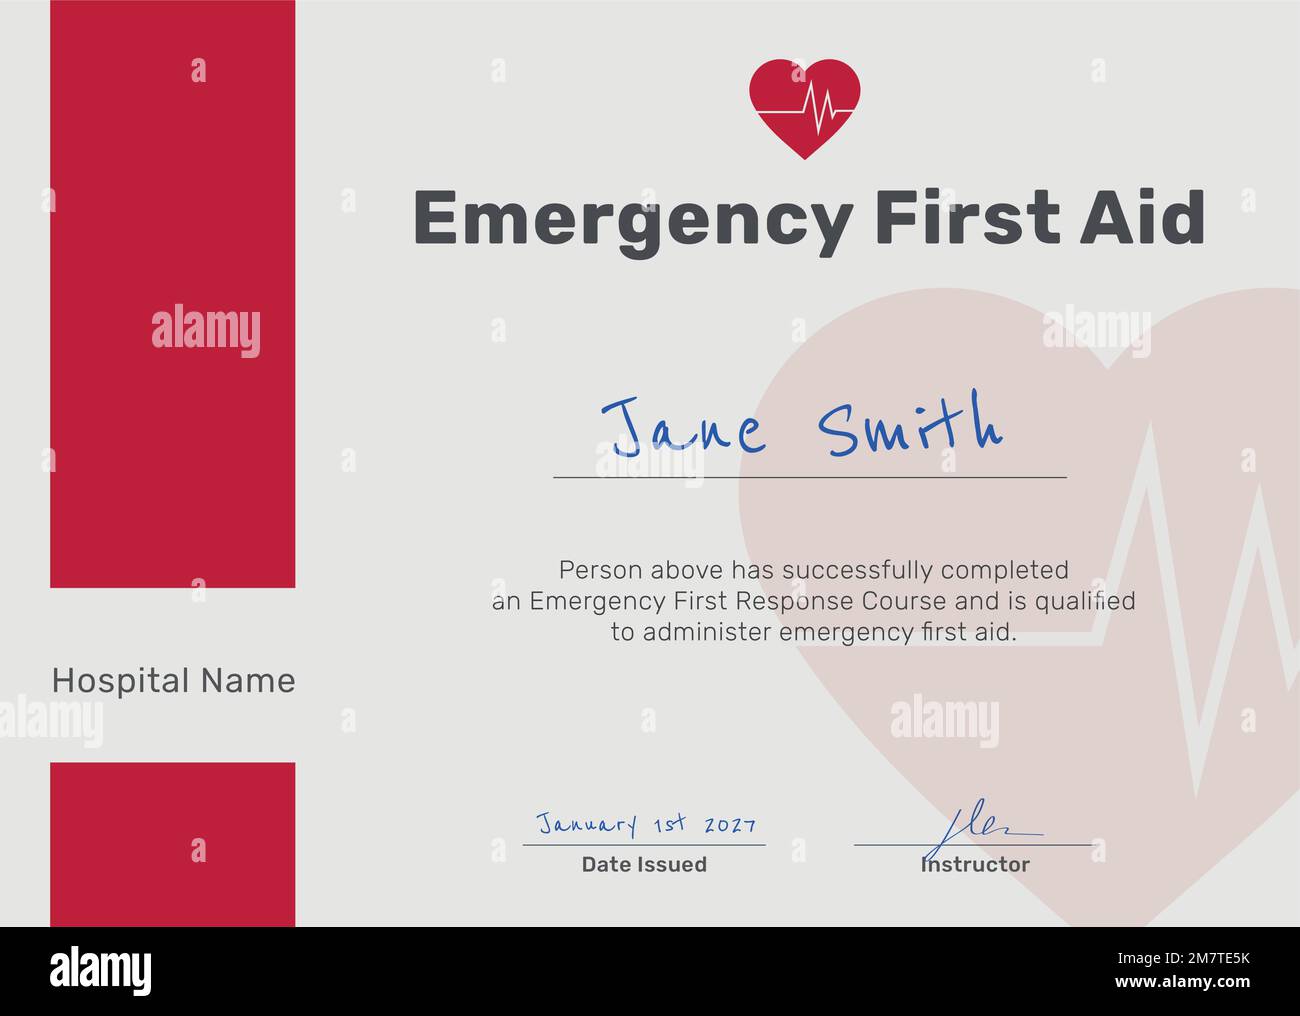 Emergency First Aid
Jane Smith
Person above has successfully completed
an Emergency First Response Course and is qualified
to administer emergency first aid.
Hospital Name
January 1st 2027
Date Issued
Instructor
a
alamy
alamy
Image ID: 2M7TE5K
www.alamy.com